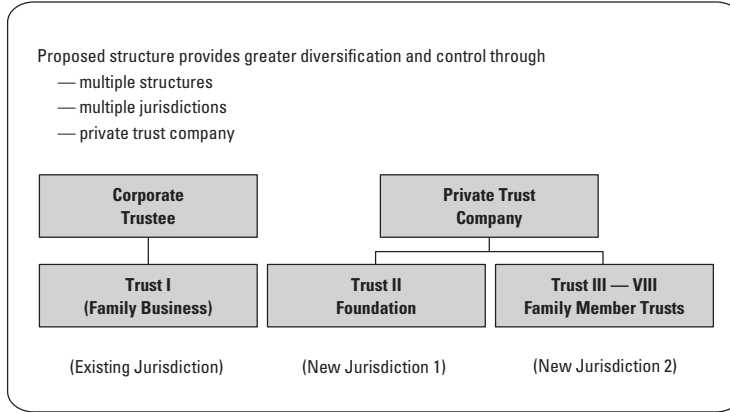 Proposed structure provides greater diversification and control through
— multiple structures
— multiple jurisdictions
— private trust company
Corporate
Trustee
Private Trust
Company
Trust I
(Family Business)
Trust II
Foundation
Trust III — VIII
Family Member Trusts
(Existing Jurisdiction)
(New Jurisdiction 1)
(New Jurisdiction 2)